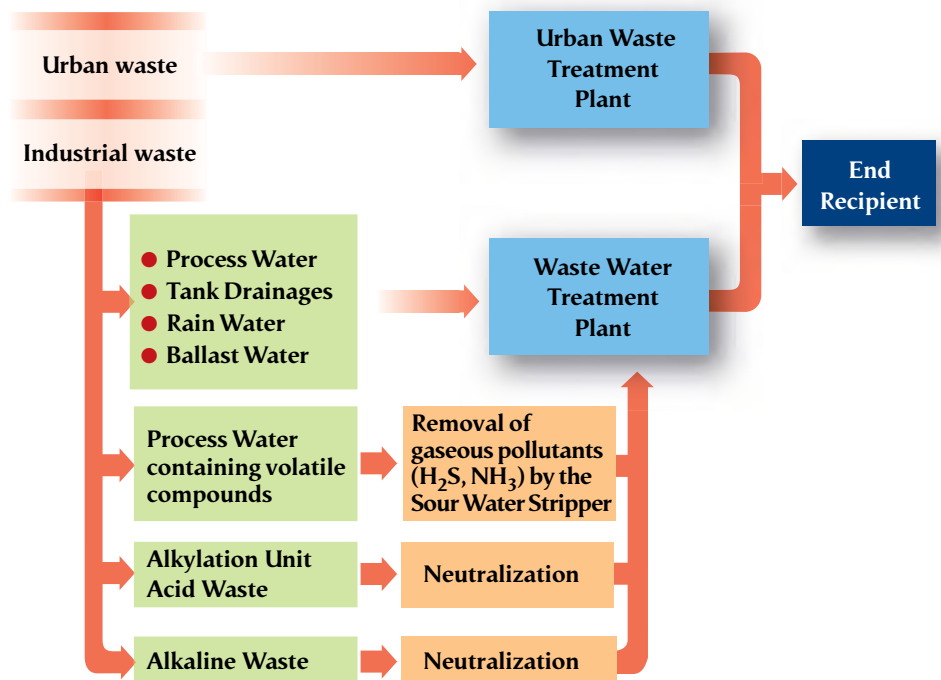 Urban waste
Urban Waste
Treatment
Plant
Industrial waste
End
Recipient
● Process Water
● Tank Drainages
● Rain Water
● Ballast Water
Waste Water
Treatment
Plant
Process Water
containing volatile
compounds
Removal of
gaseous pollutants
(H₂S, NH₃) by the
Sour Water Stripper
Alkylation Unit
Acid Waste
Neutralization
Alkaline Waste
Neutralization